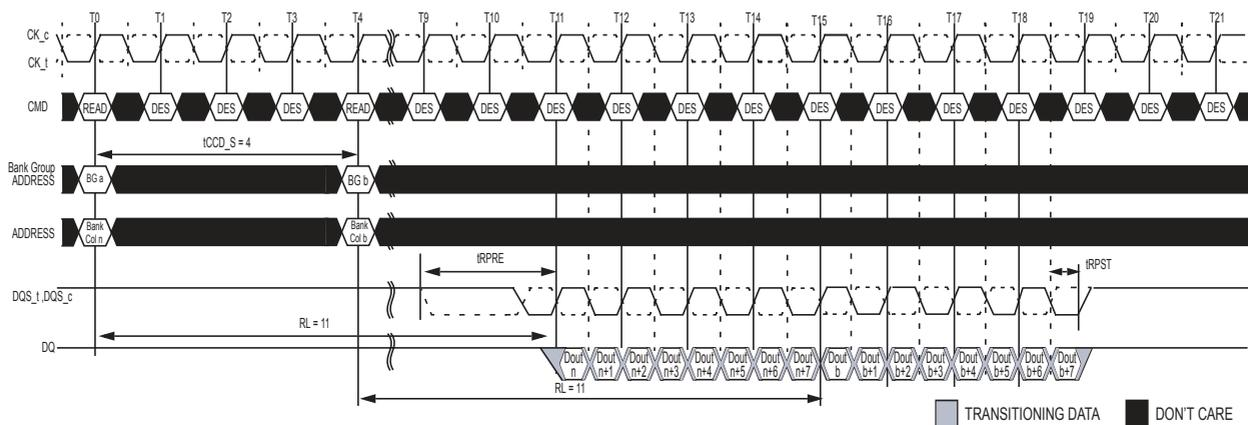 T0 T1 T2 T3 T4 T9 T10 T11 T12 T13 T14 T15 T16 T17 T18 T19 T20 T21
CK_c
CK_t
CMD READ DES DES DES READ DES DES DES DES DES DES DES DES DES DES DES DES DES
tCCD_S = 4
Bank Group
ADDRESS BG a BG b
ADDRESS Bank
Col n Bank
Col b
tRPRE tRPST
DQS_t ,DQS_c
RL = 11
DQ Dout
n Dout
n+1 Dout
n+2 Dout
n+3 Dout
n+4 Dout
n+5 Dout
n+6 Dout
n+7 Dout
b Dout
b+1 Dout
b+2 Dout
b+3 Dout
b+4 Dout
b+5 Dout
b+6 Dout
b+7
RL = 11
TRANSITIONING DATA DON'T CARE